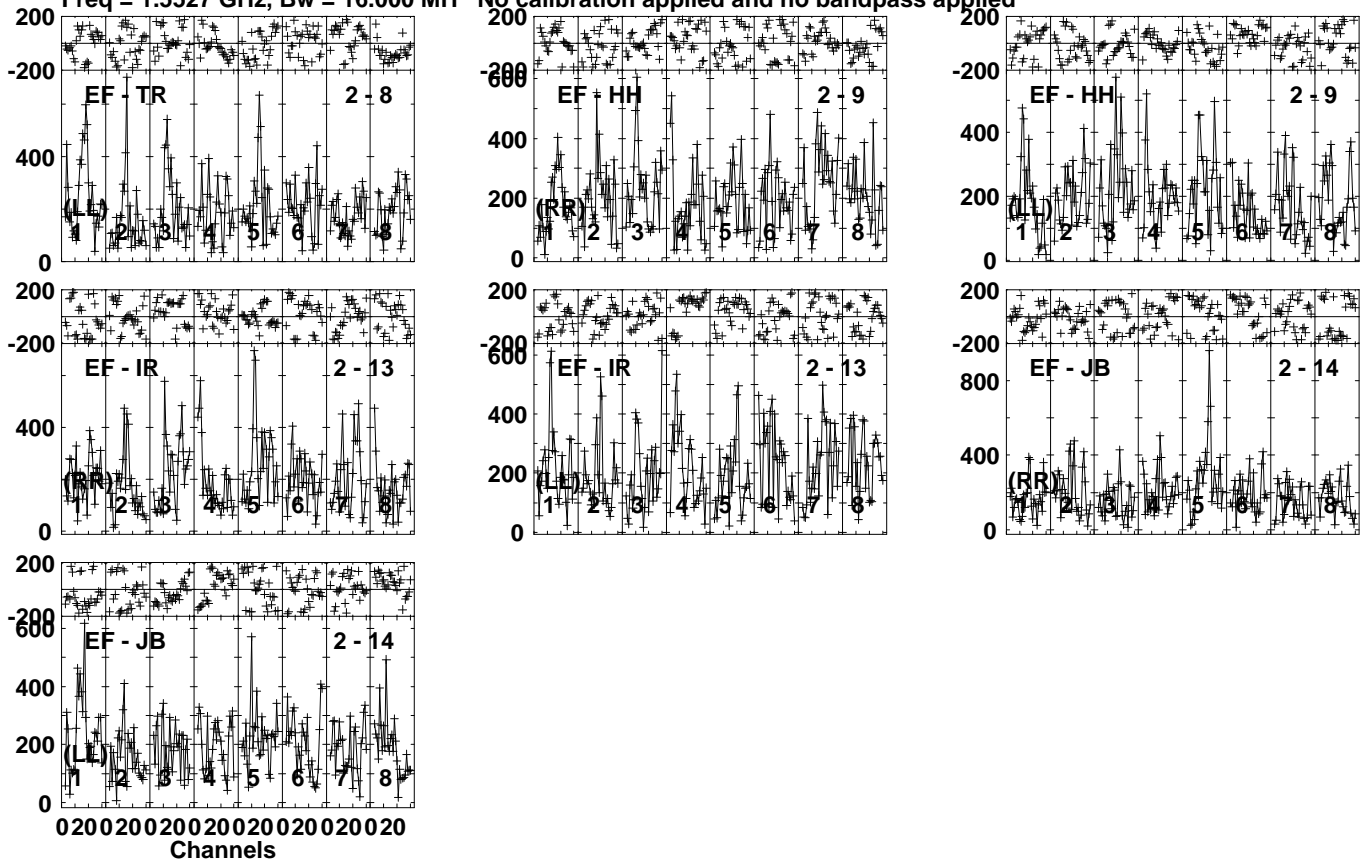 Freq = 1.5527 GHz, Bw = 16.000 MH No calibration applied and no bandpass applied
200 200 200
-200 -200 -200
EF - TR 2 - 8 600 EF - HH 2 - 9 EF - HH 2 - 9
400 400 400
200 200
(LL) (RR) (LL)
1 2 3 4 5 6 7 8 1 2 3 4 5 6 7 8 1 2 3 4 5 6 7 8
0 0 0
200 200 200
-200 -200 -200
EF - IR 2 - 13 600 EF - IR 2 - 13 EF - JB 2 - 14
800
400 400 400
200
(RR) (LL) (RR)
1 2 3 4 5 6 7 8 1 2 3 4 5 6 7 8 1 2 3 4 5 6 7 8
0 0 0
200
-200
600 EF - JB 2 - 14
400
200
(LL)
1 2 3 4 5 6 7 8
0
0 20 0 20 0 20 0 20 0 20 0 20 0 20 0 20
Channels